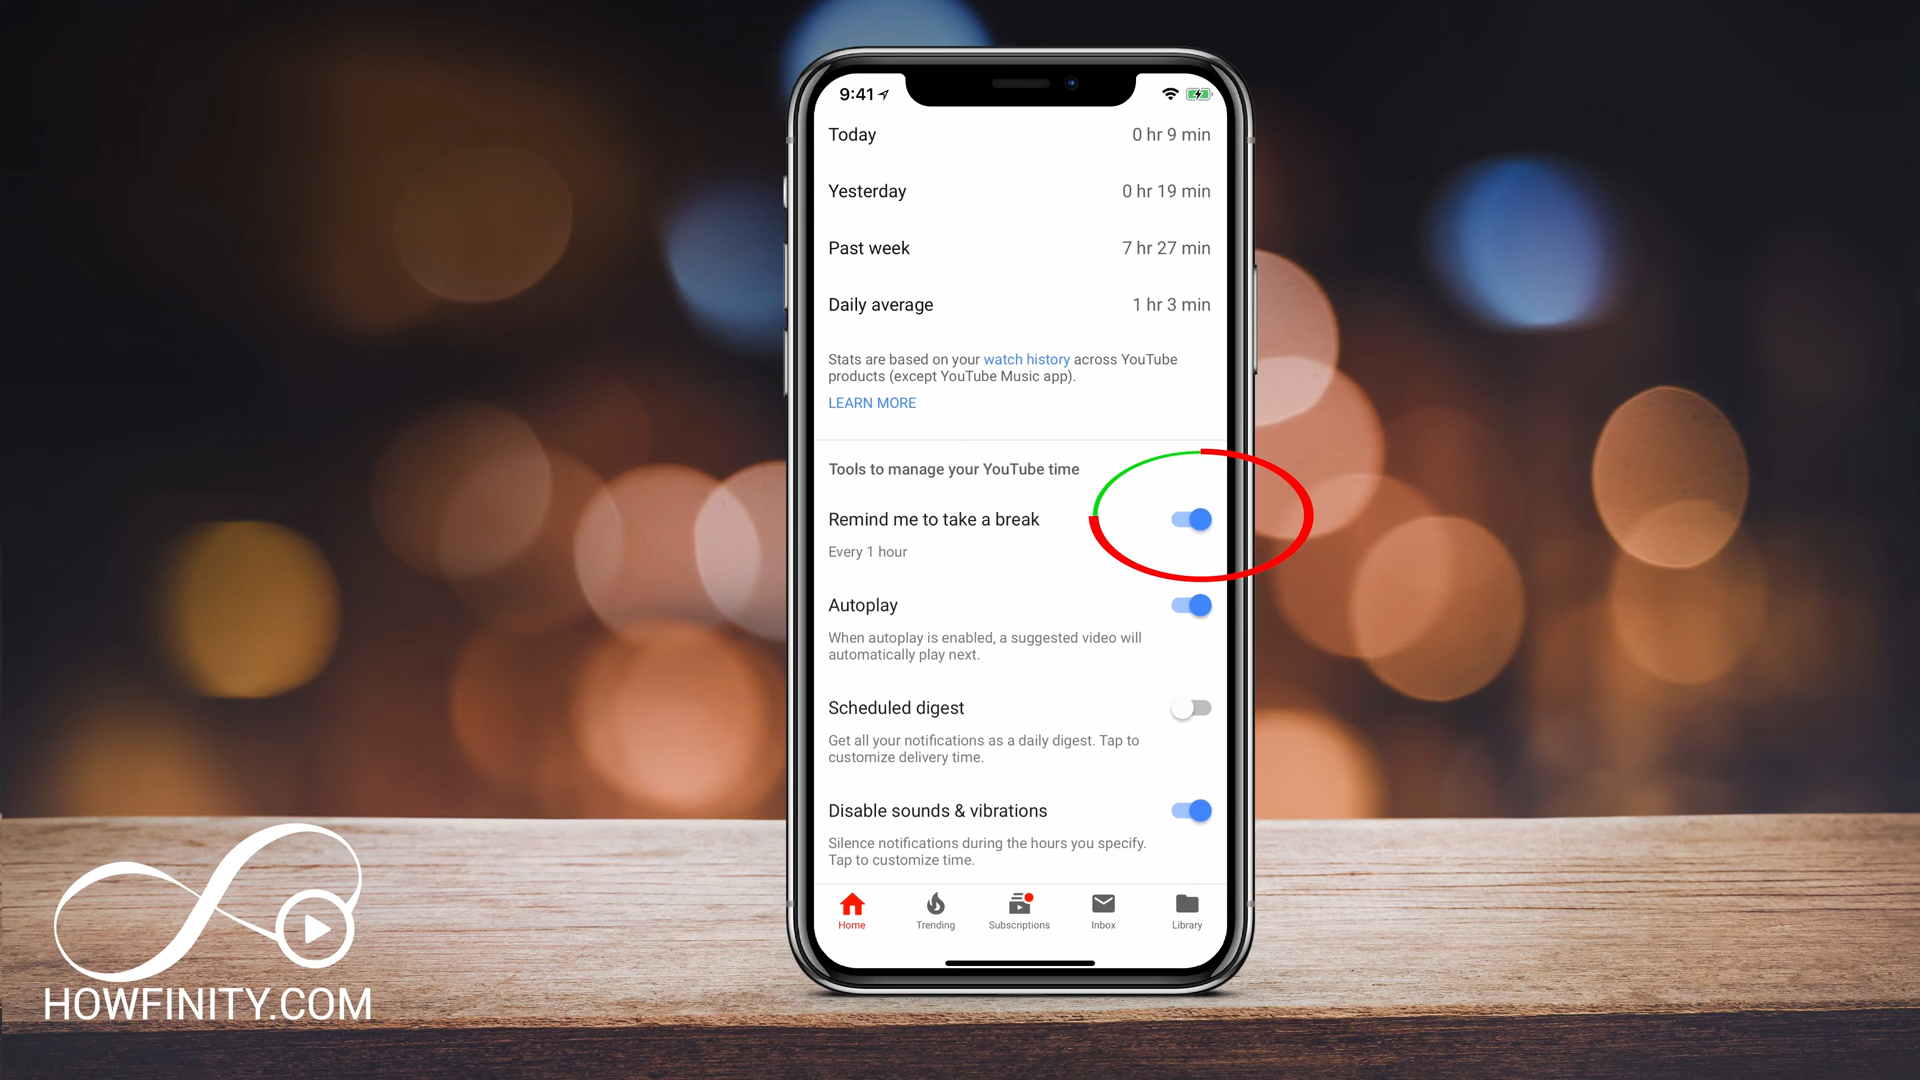 9:41
Today 0 hr 9 min
Yesterday 0 hr 19 min
Past week 7 hr 27 min
Daily average 1 hr 3 min
Stats are based on your watch history across YouTube
products (except YouTube Music app).
LEARN MORE
Tools to manage your YouTube time
Remind me to take a break
Every 1 hour
Autoplay
When autoplay is enabled, a suggested video will
automatically play next.
Scheduled digest
Get all your notifications as a daily digest. Tap to
customize delivery time.
Disable sounds & vibrations
Silence notifications during the hours you specify.
Tap to customize time.
Home Trending Subscriptions Inbox Library
HOWFINITY.COM